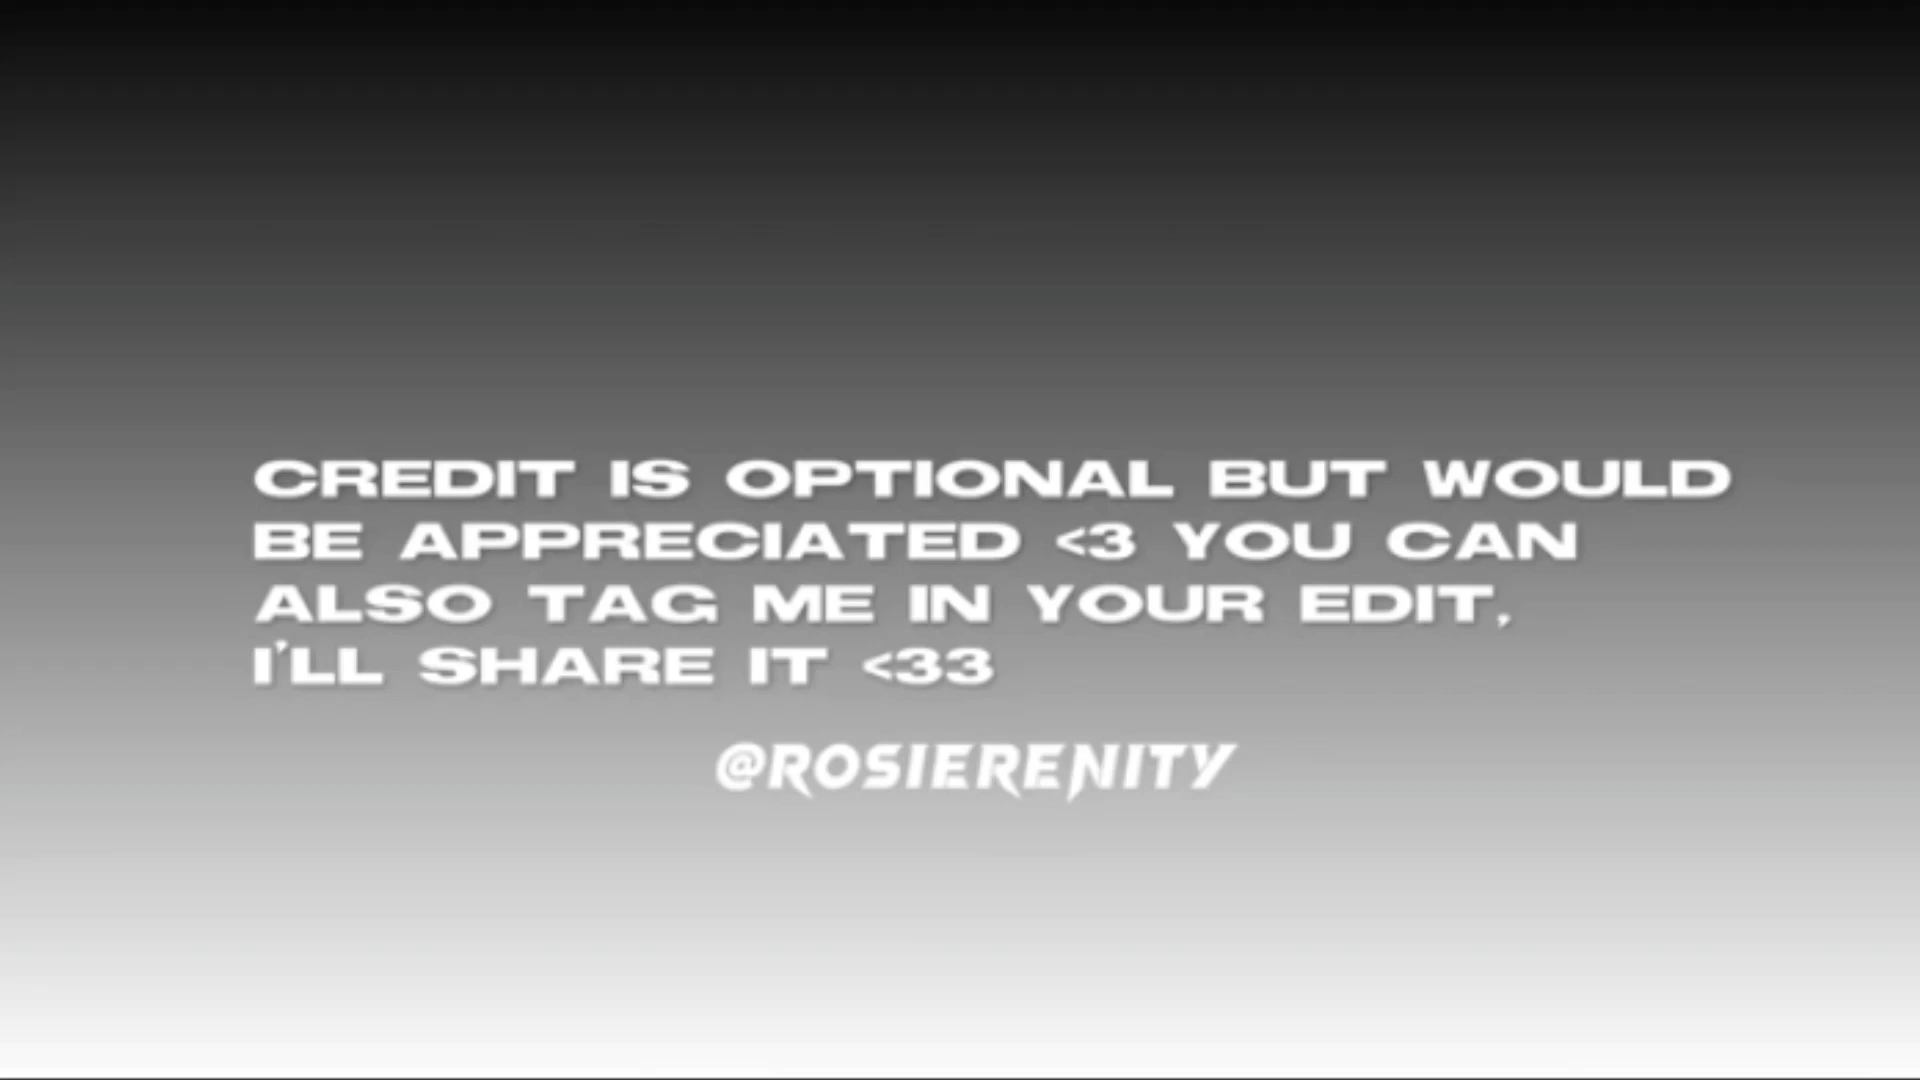 CREDIT IS OPTIONAL BUT WOULD
BE APPRECIATED <3 YOU CAN
ALSO TAG ME IN YOUR EDIT,
I'LL SHARE IT <33
@ROSIERENITY